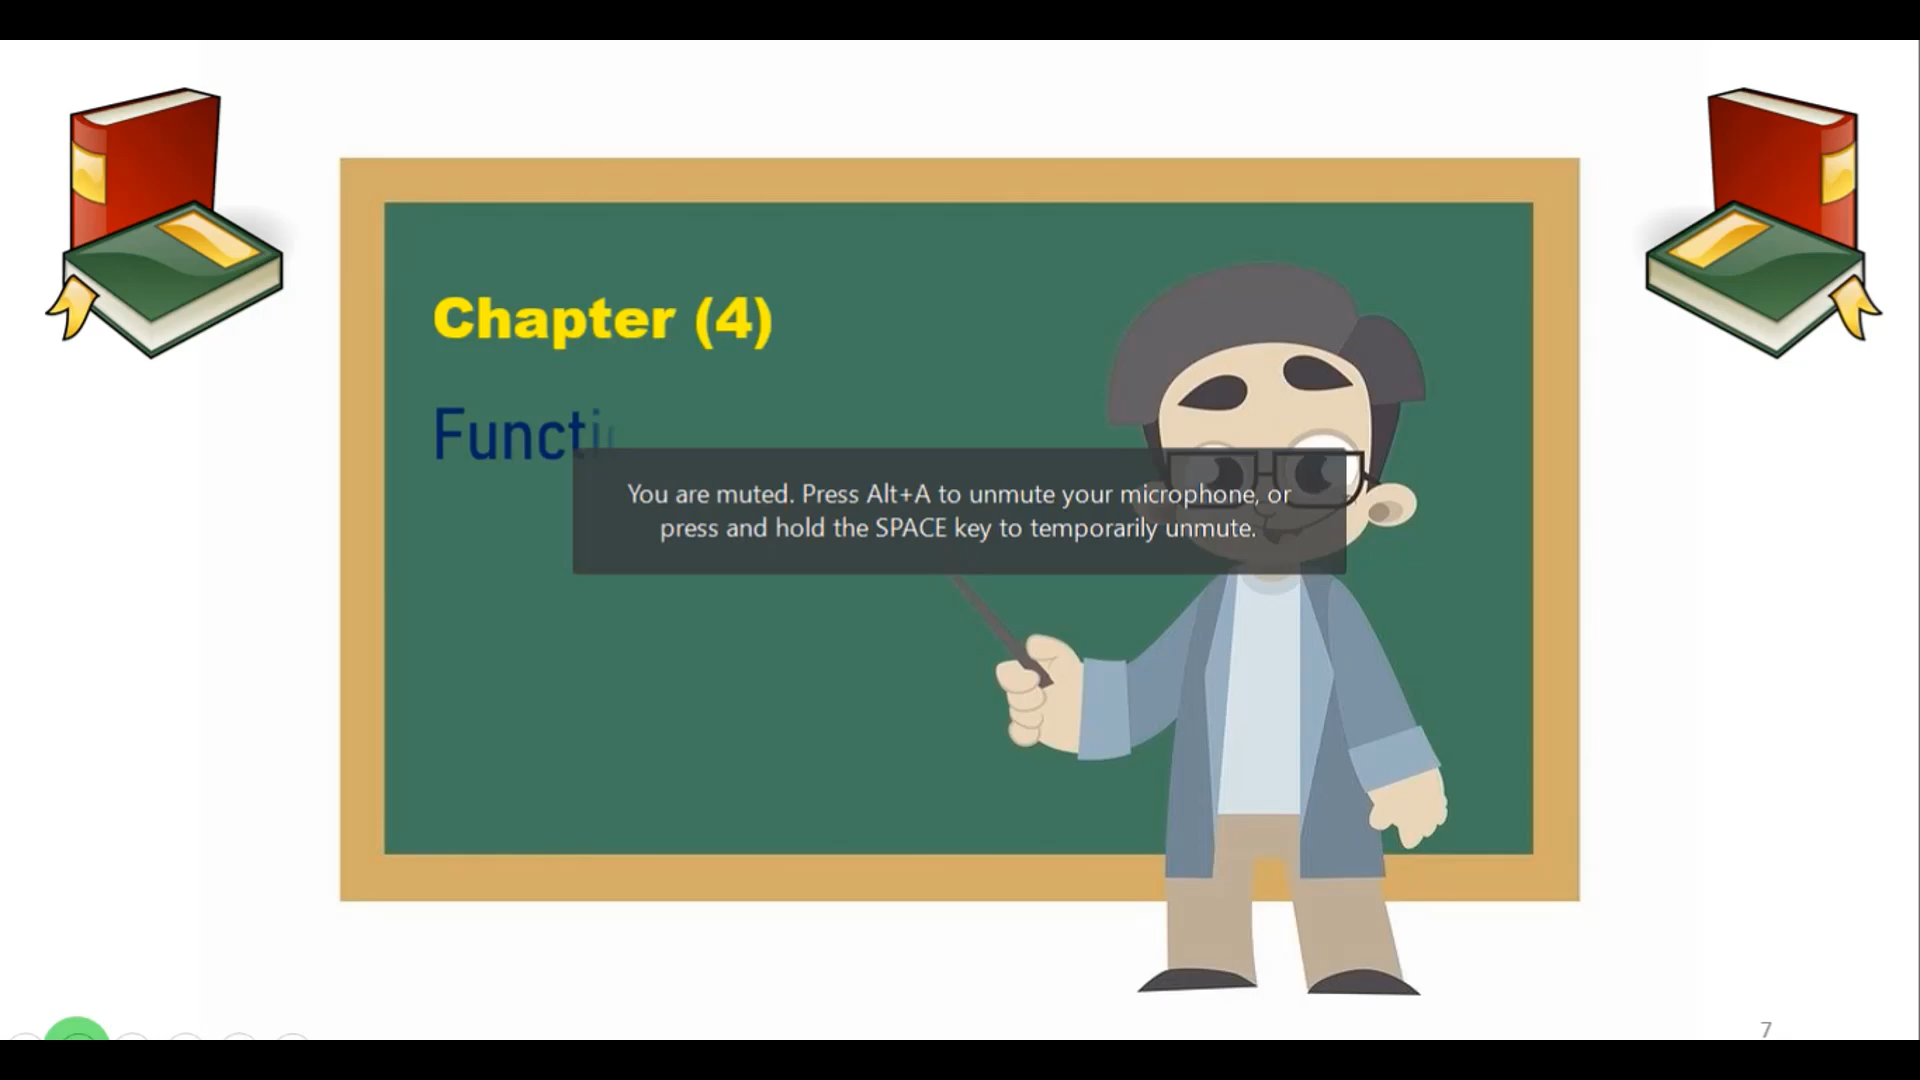 Chapter (4)
Functi
You are muted. Press Alt+A to unmute your microphone, or
press and hold the SPACE key to temporarily unmute.
7